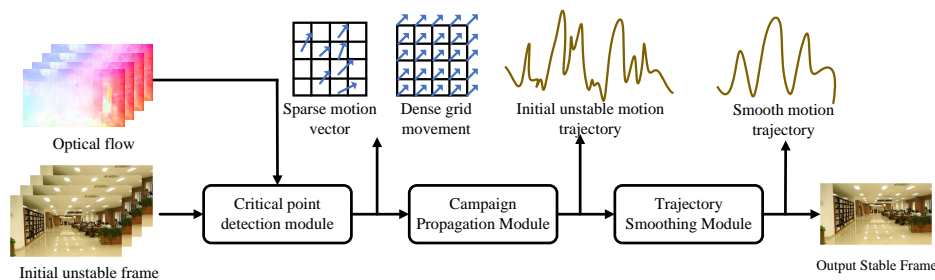 Sparse motion
vector
Dense grid
movement
Initial unstable motion
trajectory
Smooth motion
trajectory
Optical flow
Critical point
detection module
Campaign
Propagation Module
Trajectory
Smoothing Module
Initial unstable frame
Output Stable Frame